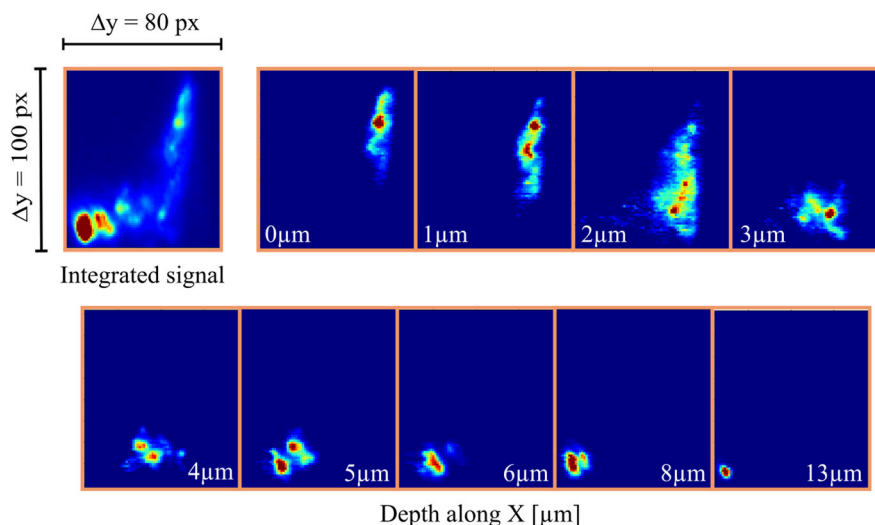 Δy = 80 px
Δy = 100 px
Integrated signal
0µm
1µm
2µm
3µm
4µm
5µm
6µm
8µm
13µm
Depth along X [µm]